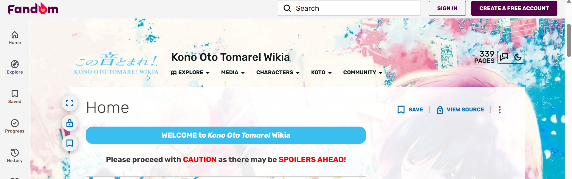 Fandom
Search
SIGN IN
CREATE A FREE ACCOUNT
Home
Explore
Saved
Progress
History
この音とまれ!
KONO OTO TOMARE! WIKIA
Kono Oto Tomarel Wikia
339
PAGES
EXPLORE
MEDIA
CHARACTERS
KOTO
COMMUNITY
Home
SAVE
VIEW SOURCE
WELCOME to Kono Oto Tomarel Wikia
Please proceed with CAUTION as there may be SPOILERS AHEAD!